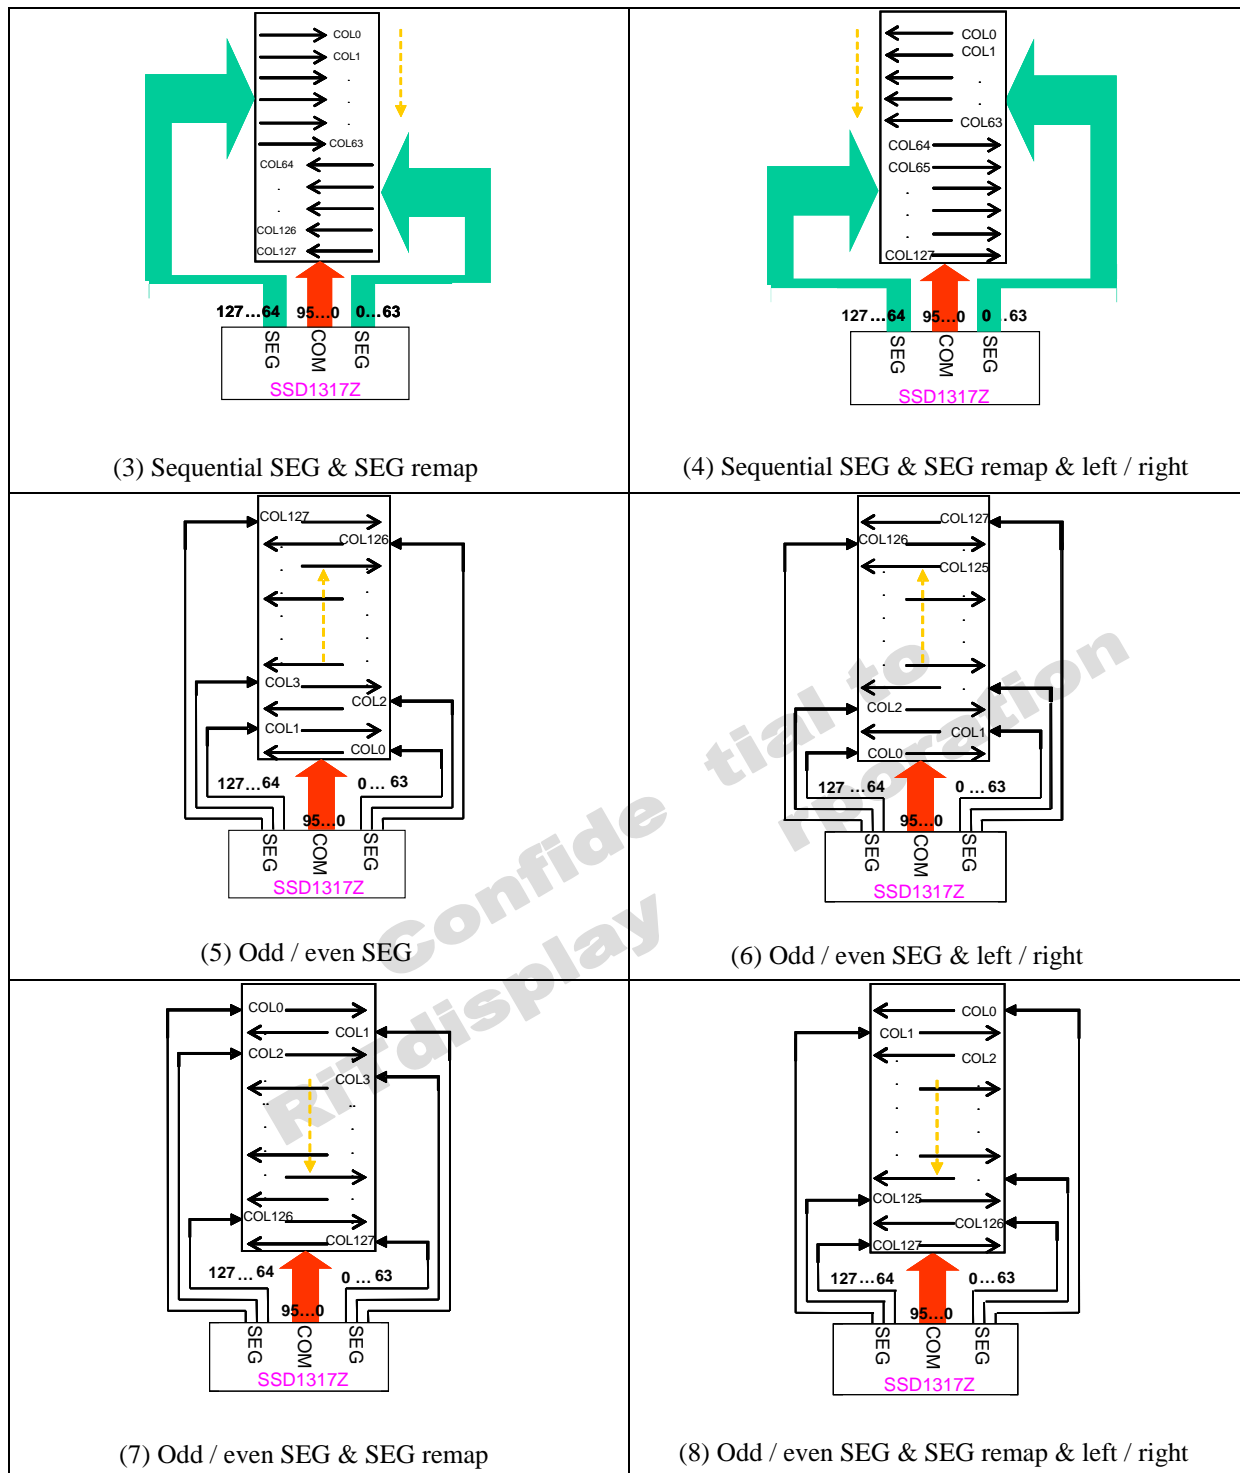 COL0
COL1
COL63
COL64
COL126
COL127
127...64 95...0 0...63
SEG COM SEG
SSD1317Z
(3) Sequential SEG & SEG remap
COL0
COL1
COL63
COL64
COL65
COL127
127...64 95...0 0 .63
SEG COM SEG
SSD1317Z
(4) Sequential SEG & SEG remap & left / right
COL127
COL126
COL3
COL2
COL1
COL0
127...64 0... 63
95...0
SEG COM SEG
SSD1317Z
(5) Odd / even SEG
COL127
COL126
COL125
COL2
COL1
COL0
127...64 0...63
95...0
SEG COM SEG
SSD1317Z
(6) Odd / even SEG & left / right
COL0
COL1
COL2
COL3
COL126
COL127
127...64 0...63
95...0
SEG COM SEG
SSD1317Z
(7) Odd / even SEG & SEG remap
COL0
COL1
COL2
COL125
COL126
COL127
127...64 0...63
95...0
SEG COM SEG
SSD1317Z
(8) Odd / even SEG & SEG remap & left / right
Confide tial to
RiTdisplay rporation